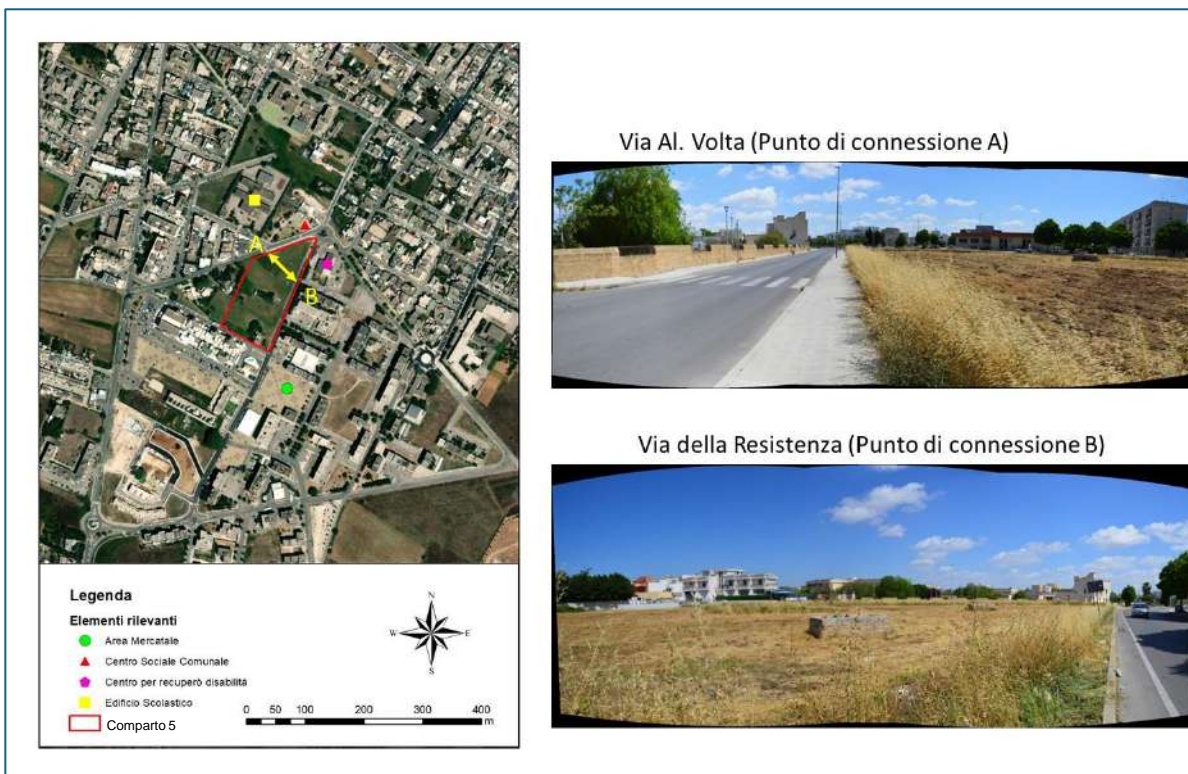 A
B
Legenda
Elementi rilevanti
Area Mercatale
Centro Sociale Comunale
Centro per recuperò disabilità
Edificio Scolastico
Comparto 5
N
W E
S
0 50 100 200 300 400
m
Via Al. Volta (Punto di connessione A)
Via della Resistenza (Punto di connessione B)